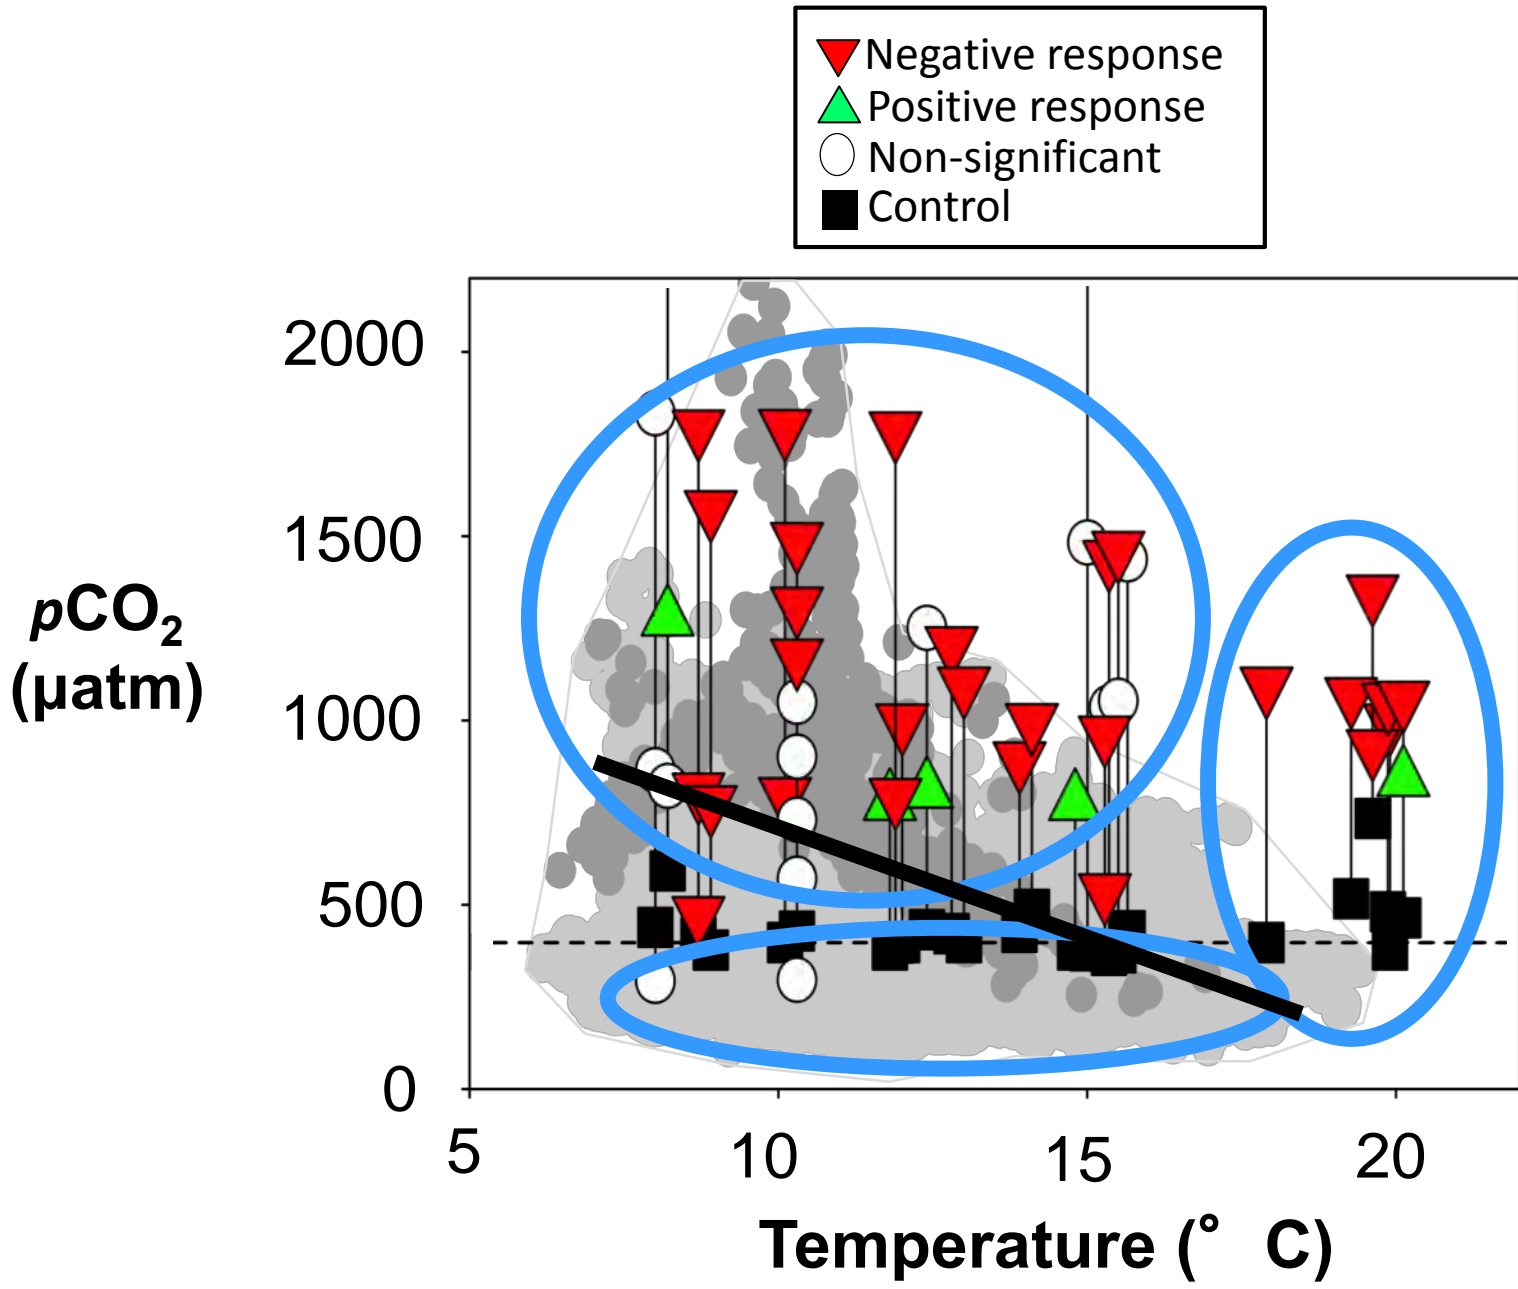 Negative response
Positive response
Non-significant
Control
2000
1500
1000
500
0
pCO₂
(µatm)
5
10
15
20
Temperature (° C)